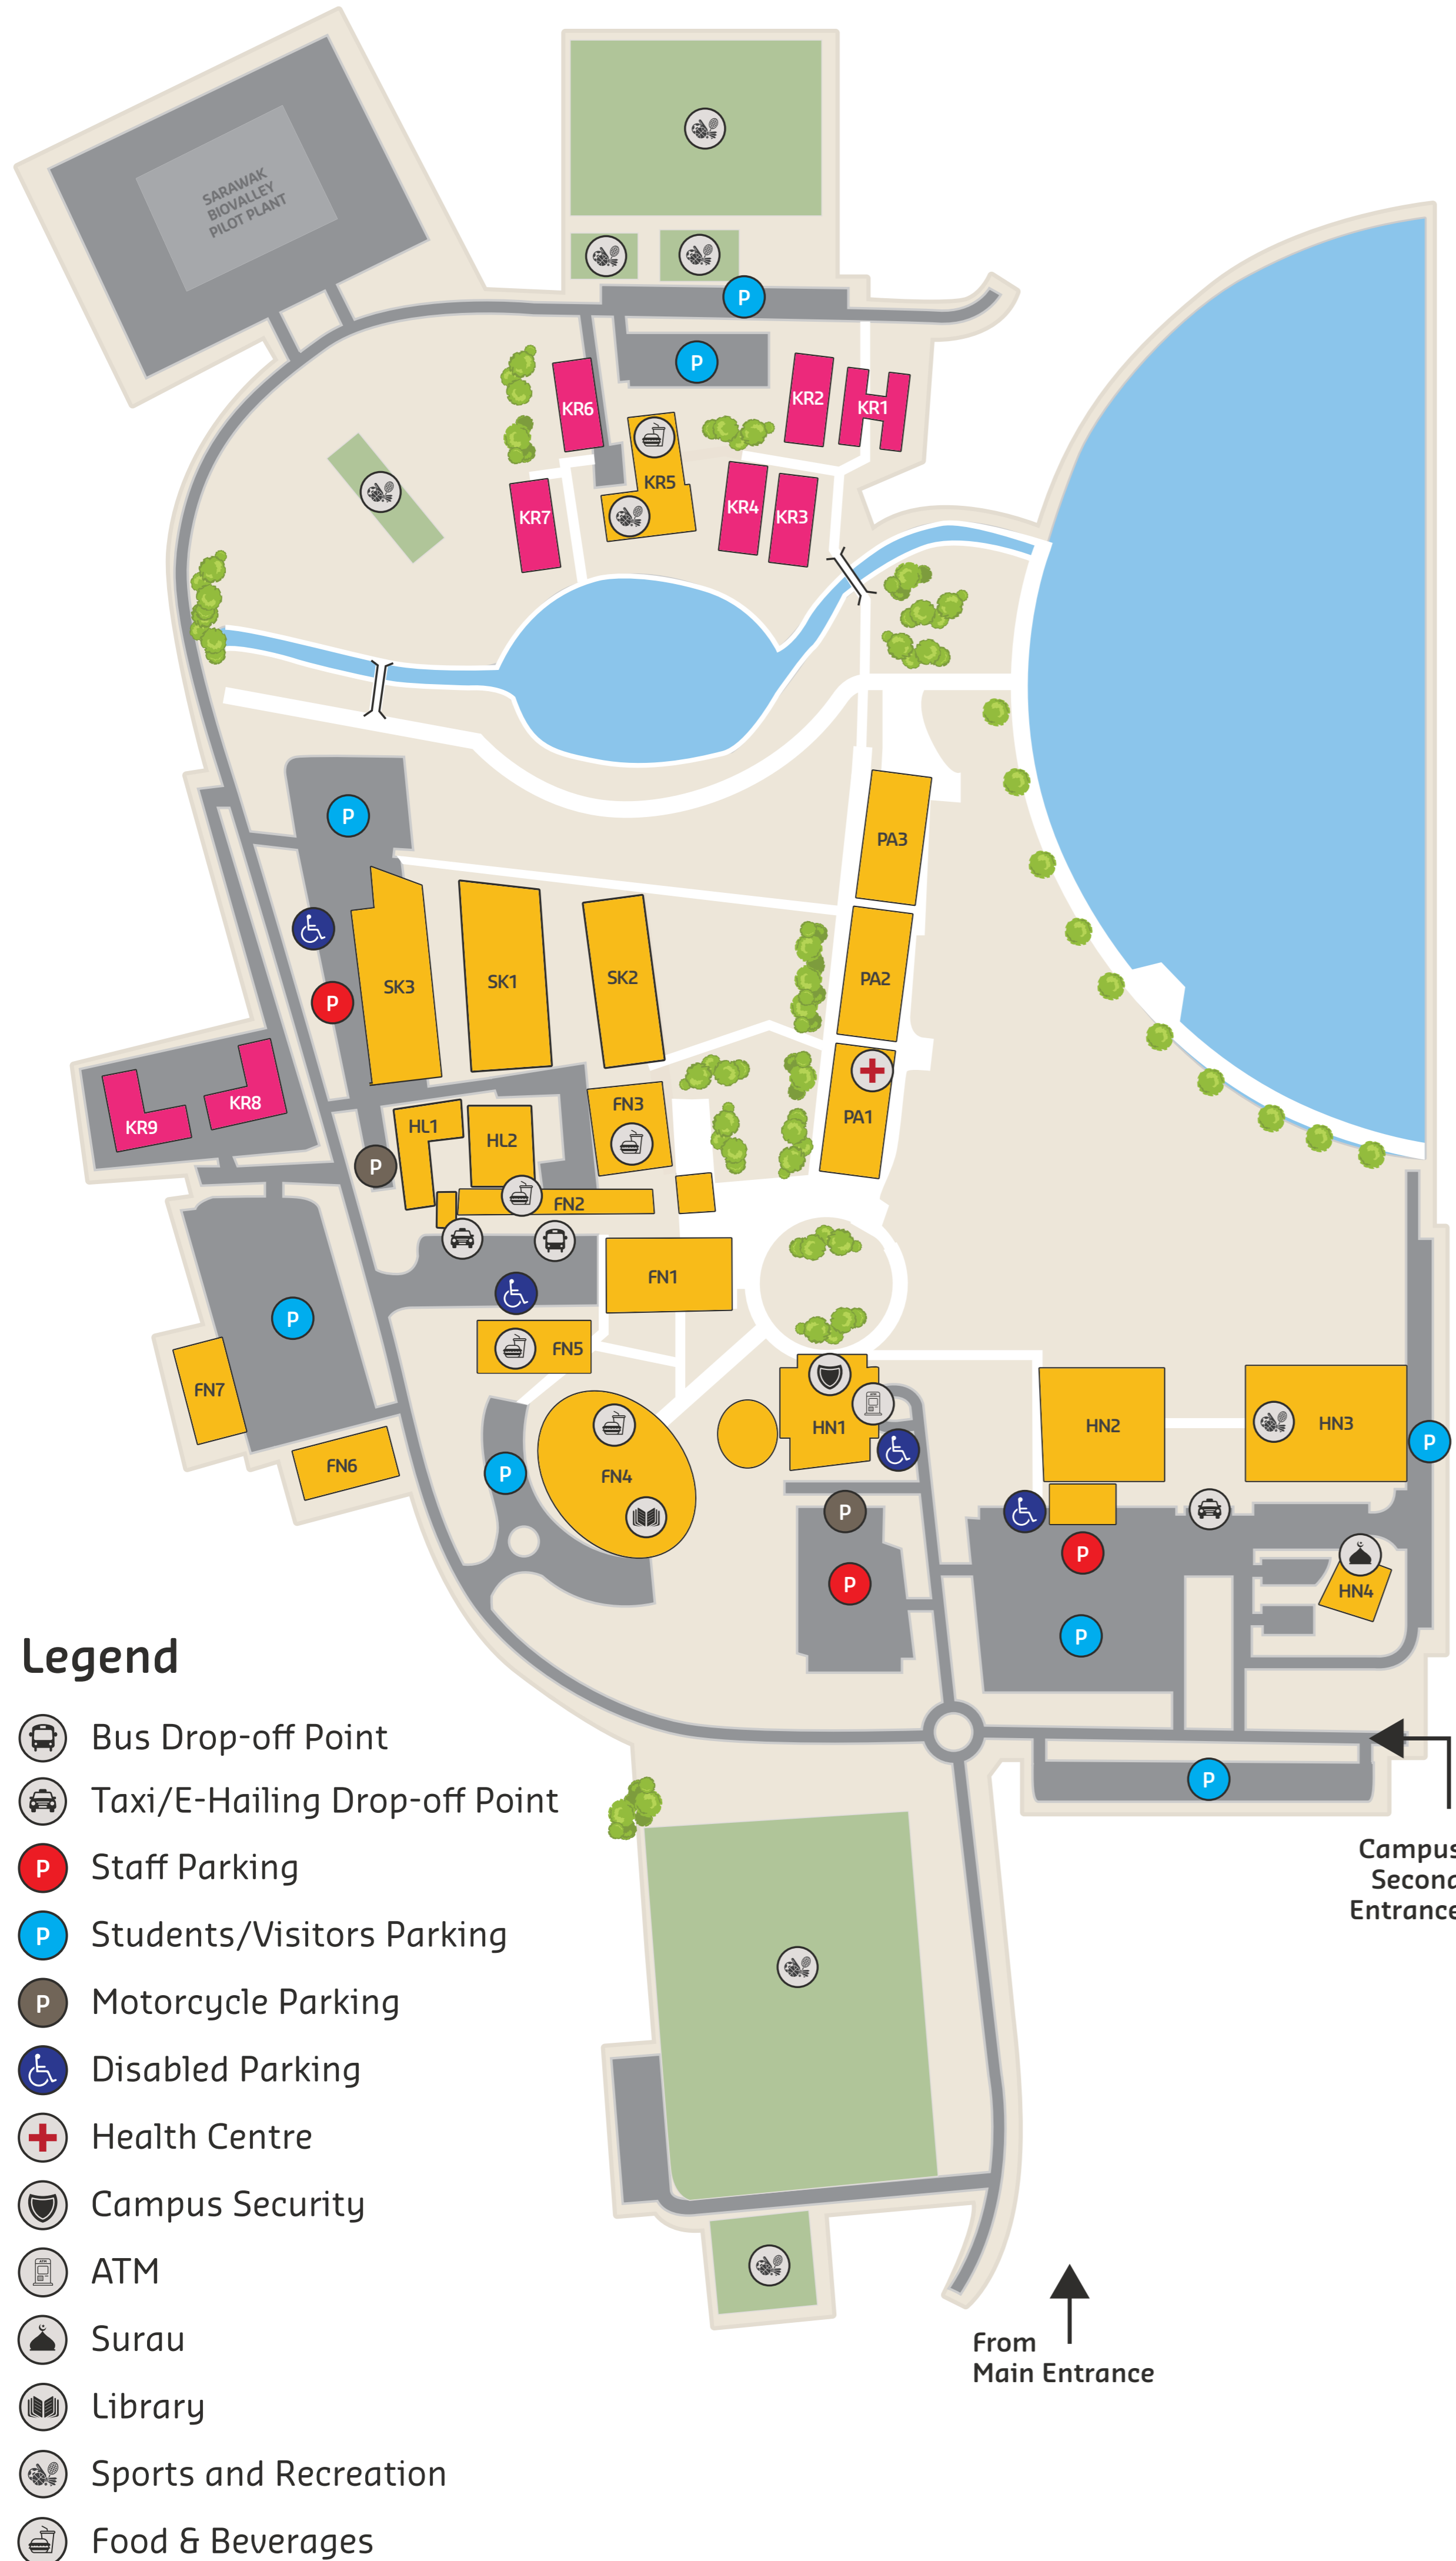 SARAWAK
BIOVALLEY
PILOT PLANT
P
P
KR6
KR2
KR1
KR5
KR7
KR4
KR3
P
PA3
SK3
SK1
SK2
PA2
P
KR9
KR8
HL1
HL2
FN3
PA1
P
FN2
FN1
P
FN5
FN7
FN6
P
FN4
HN1
HN2
HN3
P
P
P
P
HN4
P
P
Legend
Bus Drop-off Point
Taxi/E-Hailing Drop-off Point
P Staff Parking
P Students/Visitors Parking
P Motorcycle Parking
Disabled Parking
Health Centre
Campus Security
ATM
Surau
Library
Sports and Recreation
Food & Beverages
Campus
Second
Entrance
From
Main Entrance